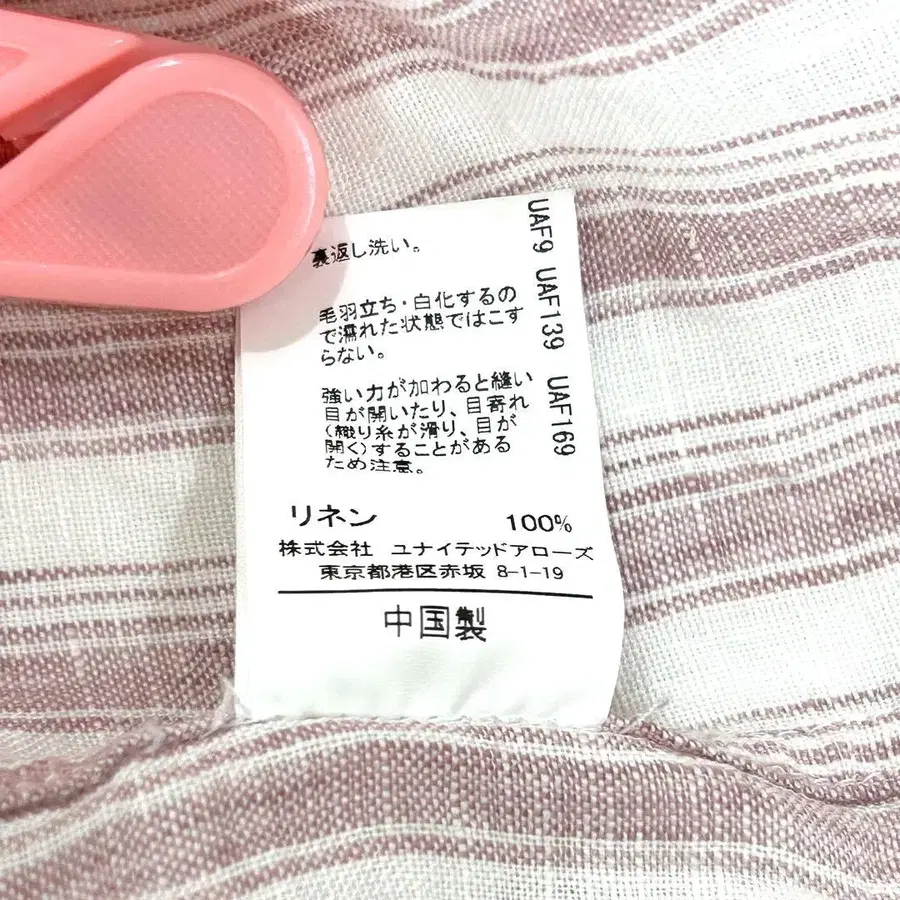 裏返し洗い。
毛羽立ち・白化するの
で濡れた状態ではこす
らない。
強い力が加わると縫い
目が開いたり、目寄れ
(織り糸が滑り、目が
開く)することがある
ため注意。
リネン 100%
株式会社 ユナイテッドアローズ
東京都港区赤坂 8-1-19
中国製
UAF9 UAF139 UAF169